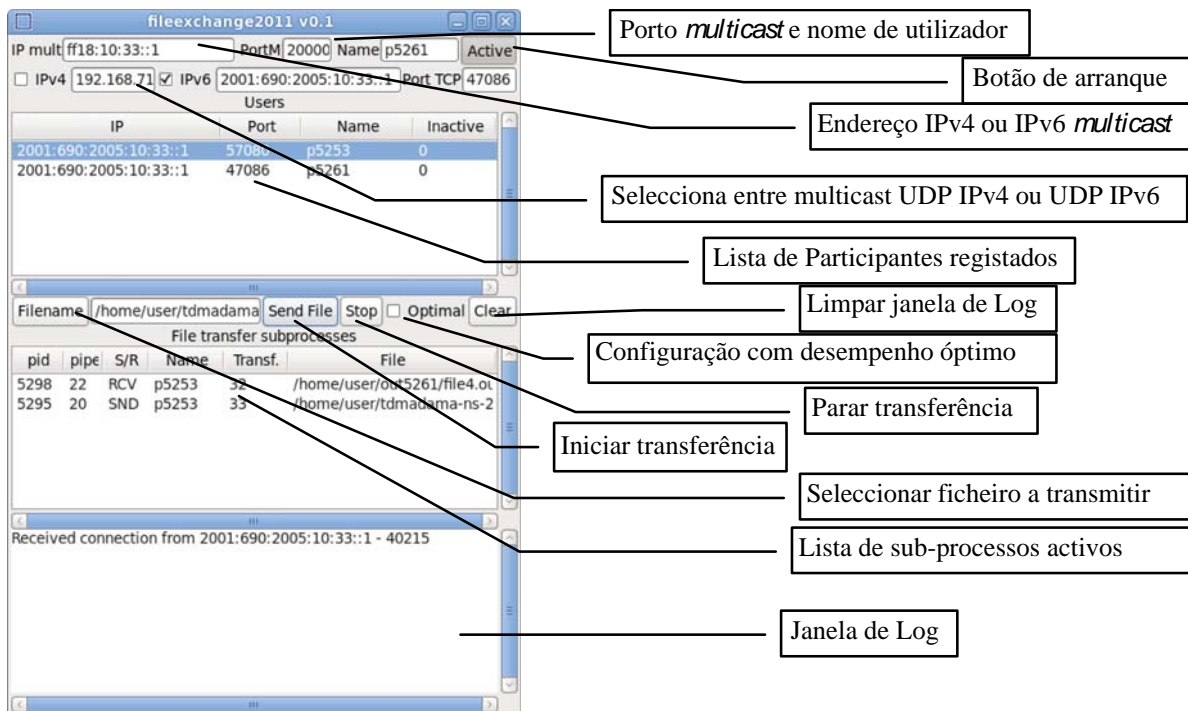 fileexchange2011 v0.1
IP mult ff18:10:33::1 PortM 20000 Name p5261 Active
IPv4 192.168.71 IPv6 2001:690:2005:10:33::1 Port TCP 47086
Users
IP Port Name Inactive
2001:690:2005:10:33::1 57086 p5253 0
2001:690:2005:10:33::1 47086 p5261 0
Filename /home/user/tdmadama Send File Stop Optimal Clear
File transfer subprocesses
pid pipe S/R Name Transf. File
5298 22 RCV p5253 32 /home/user/out5261/file4.ou
5295 20 SND p5253 33 /home/user/tdmadama-ns-2
Received connection from 2001:690:2005:10:33::1 - 40215
Porto multicast e nome de utilizador
Botão de arranque
Endereço IPv4 ou IPv6 multicast
Selecciona entre multicast UDP IPv4 ou UDP IPv6
Lista de Participantes registados
Limpar janela de Log
Configuração com desempenho óptimo
Parar transferência
Iniciar transferência
Seleccionar ficheiro a transmitir
Lista de sub-processos activos
Janela de Log